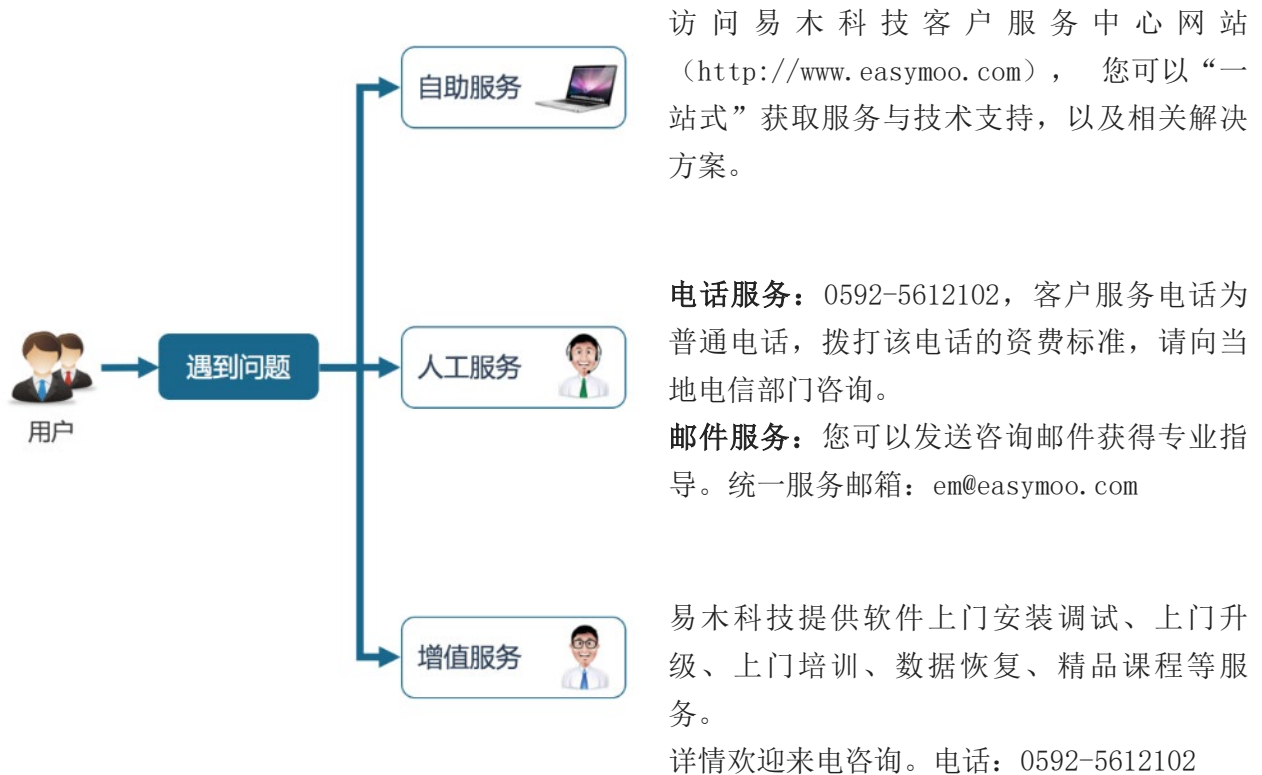 访问易木科技客户服务中心网站
（http://www.easymoo.com）， 您可以“一
站式”获取服务与技术支持，以及相关解决
方案。
自助服务
电话服务：0592-5612102，客户服务电话为
普通电话，拨打该电话的资费标准，请向当
地电信部门咨询。
邮件服务：您可以发送咨询邮件获得专业指
导。统一服务邮箱：em@easymoo.com
用户
遇到问题
人工服务
增值服务
易木科技提供软件上门安装调试、上门升
级、上门培训、数据恢复、精品课程等服
务。
详情欢迎来电咨询。电话：0592-5612102